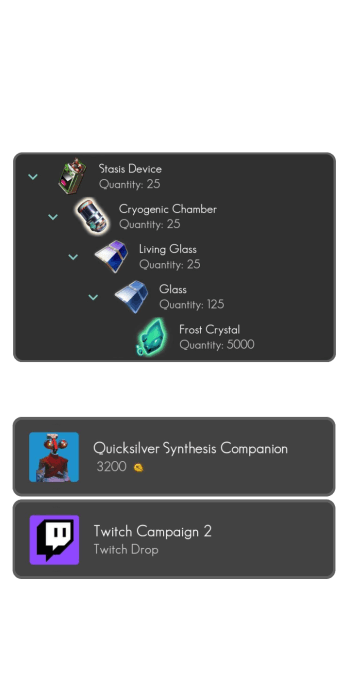 Stasis Device
Quantity: 25
Cryogenic Chamber
Quantity: 25
Living Glass
Quantity: 25
Glass
Quantity: 125
Frost Crystal
Quantity: 5000
Quicksilver Synthesis Companion
3200
Twitch Campaign 2
Twitch Drop